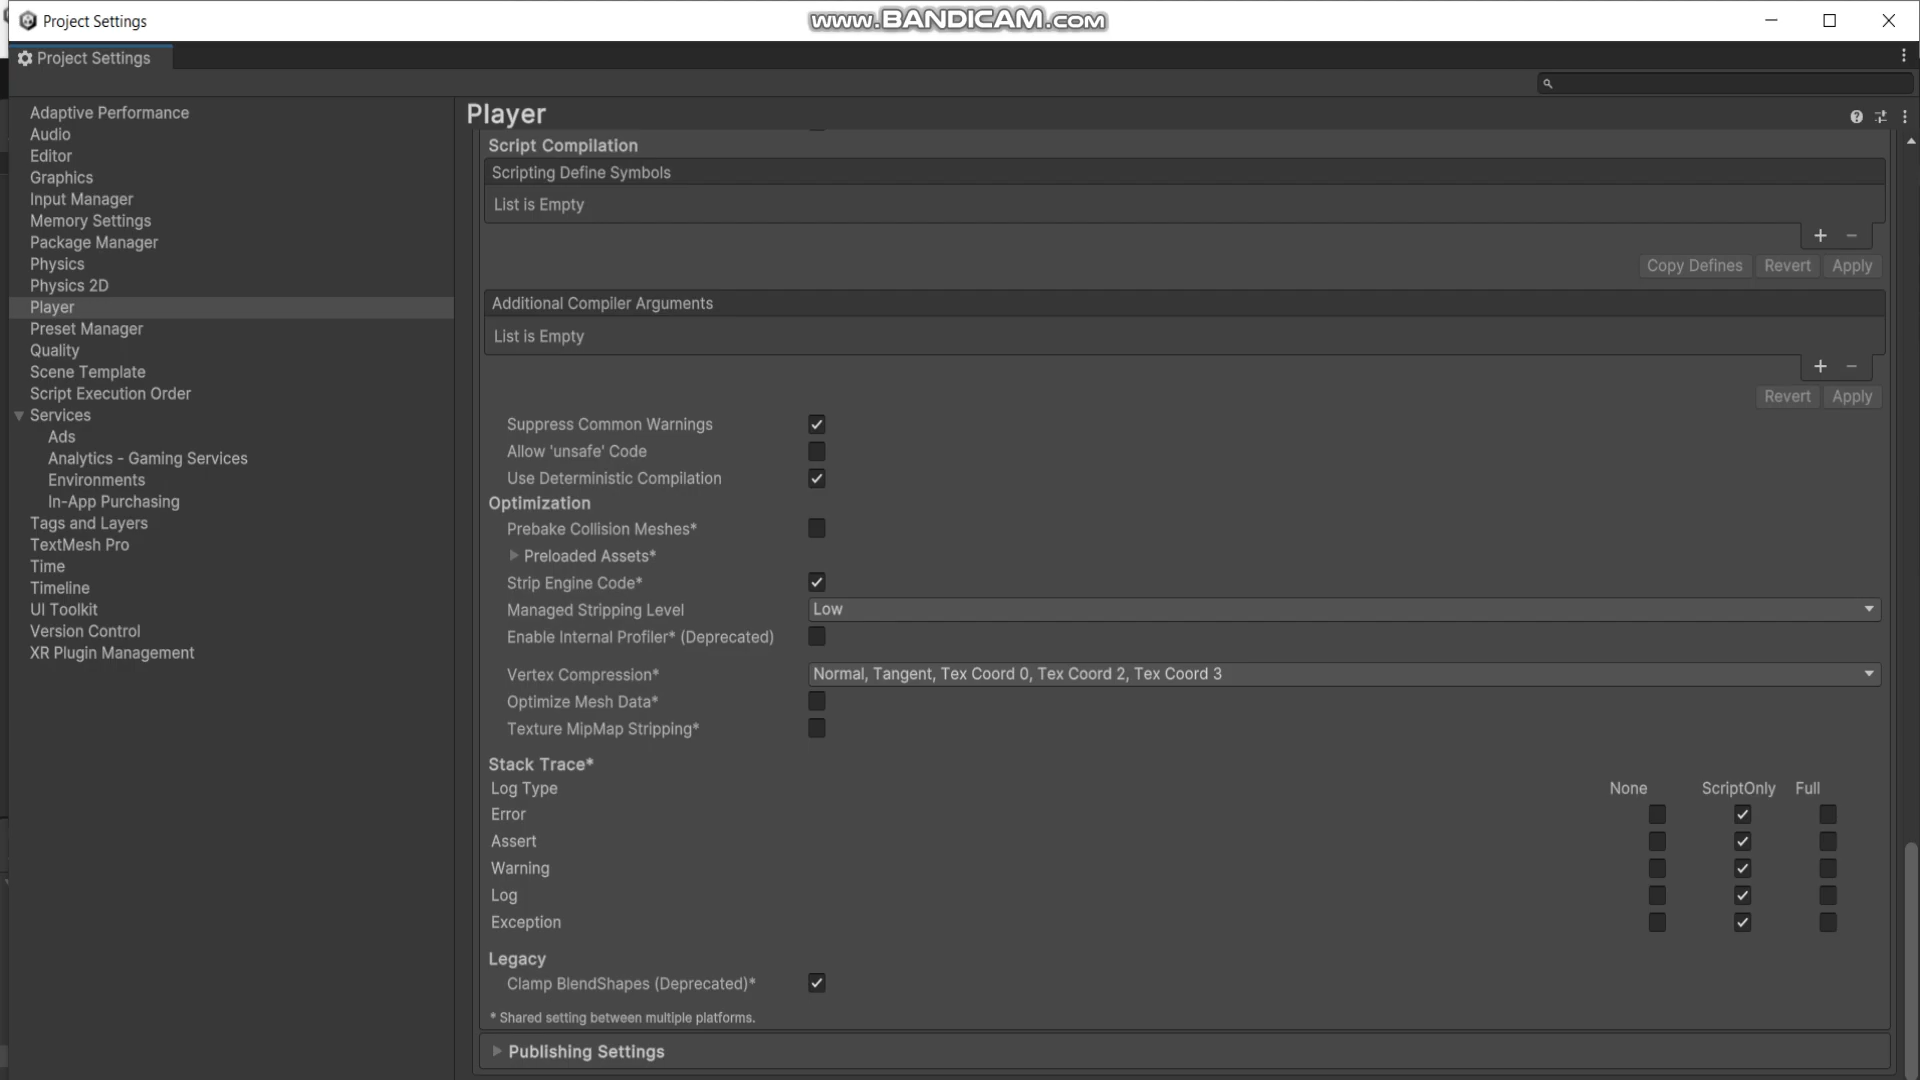 Project Settings
www.BANDICAM.com
Project Settings
Adaptive Performance
Audio
Editor
Graphics
Input Manager
Memory Settings
Package Manager
Physics
Physics 2D
Player
Preset Manager
Quality
Scene Template
Script Execution Order
Services
Ads
Analytics - Gaming Services
Environments
In-App Purchasing
Tags and Layers
TextMesh Pro
Time
Timeline
UI Toolkit
Version Control
XR Plugin Management
Player
Script Compilation
Scripting Define Symbols
List is Empty
+ −
Copy Defines Revert Apply
Additional Compiler Arguments
List is Empty
+ −
Revert Apply
Suppress Common Warnings
Allow 'unsafe' Code
Use Deterministic Compilation
Optimization
Prebake Collision Meshes*
Preloaded Assets*
Strip Engine Code*
Managed Stripping Level Low
Enable Internal Profiler* (Deprecated)
Vertex Compression* Normal, Tangent, Tex Coord 0, Tex Coord 2, Tex Coord 3
Optimize Mesh Data*
Texture MipMap Stripping*
Stack Trace*
Log Type None ScriptOnly Full
Error
Assert
Warning
Log
Exception
Legacy
Clamp BlendShapes (Deprecated)*
* Shared setting between multiple platforms.
Publishing Settings